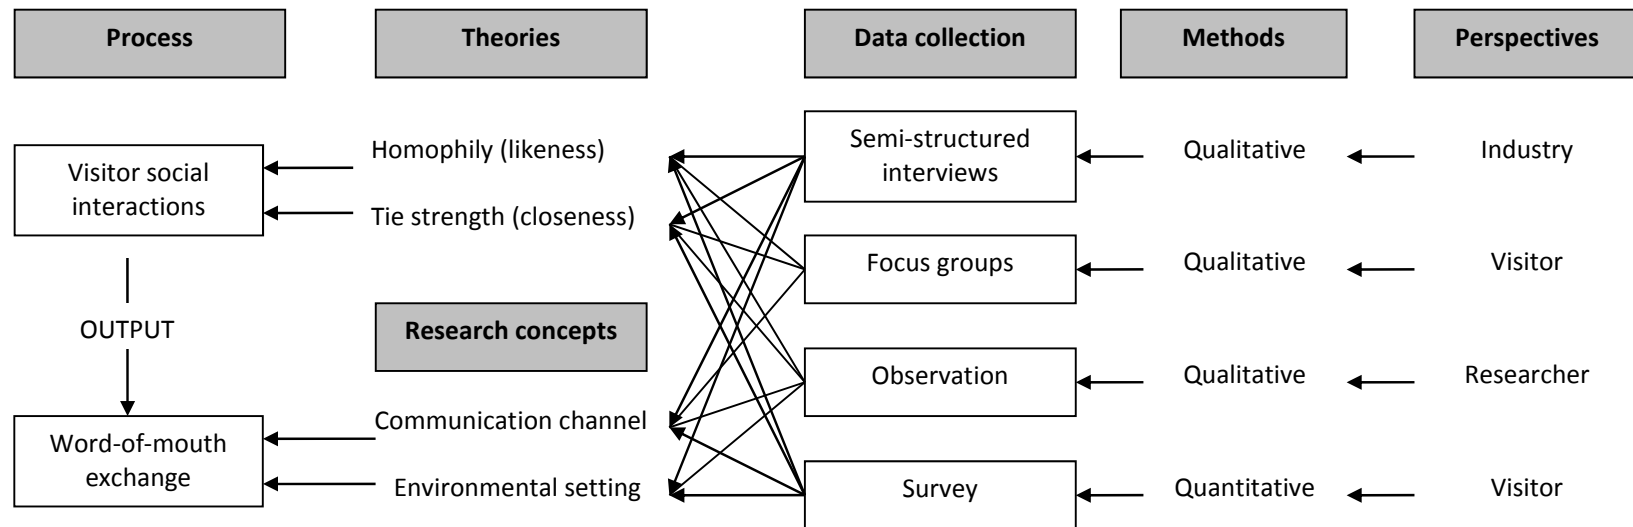 Process
Theories
Data collection
Methods
Perspectives
Visitor social
interactions
Homophily (likeness)
Tie strength (closeness)
Semi-structured
interviews
Qualitative
Industry
Focus groups
Qualitative
Visitor
OUTPUT
Research concepts
Observation
Qualitative
Researcher
Word-of-mouth
exchange
Communication channel
Environmental setting
Survey
Quantitative
Visitor